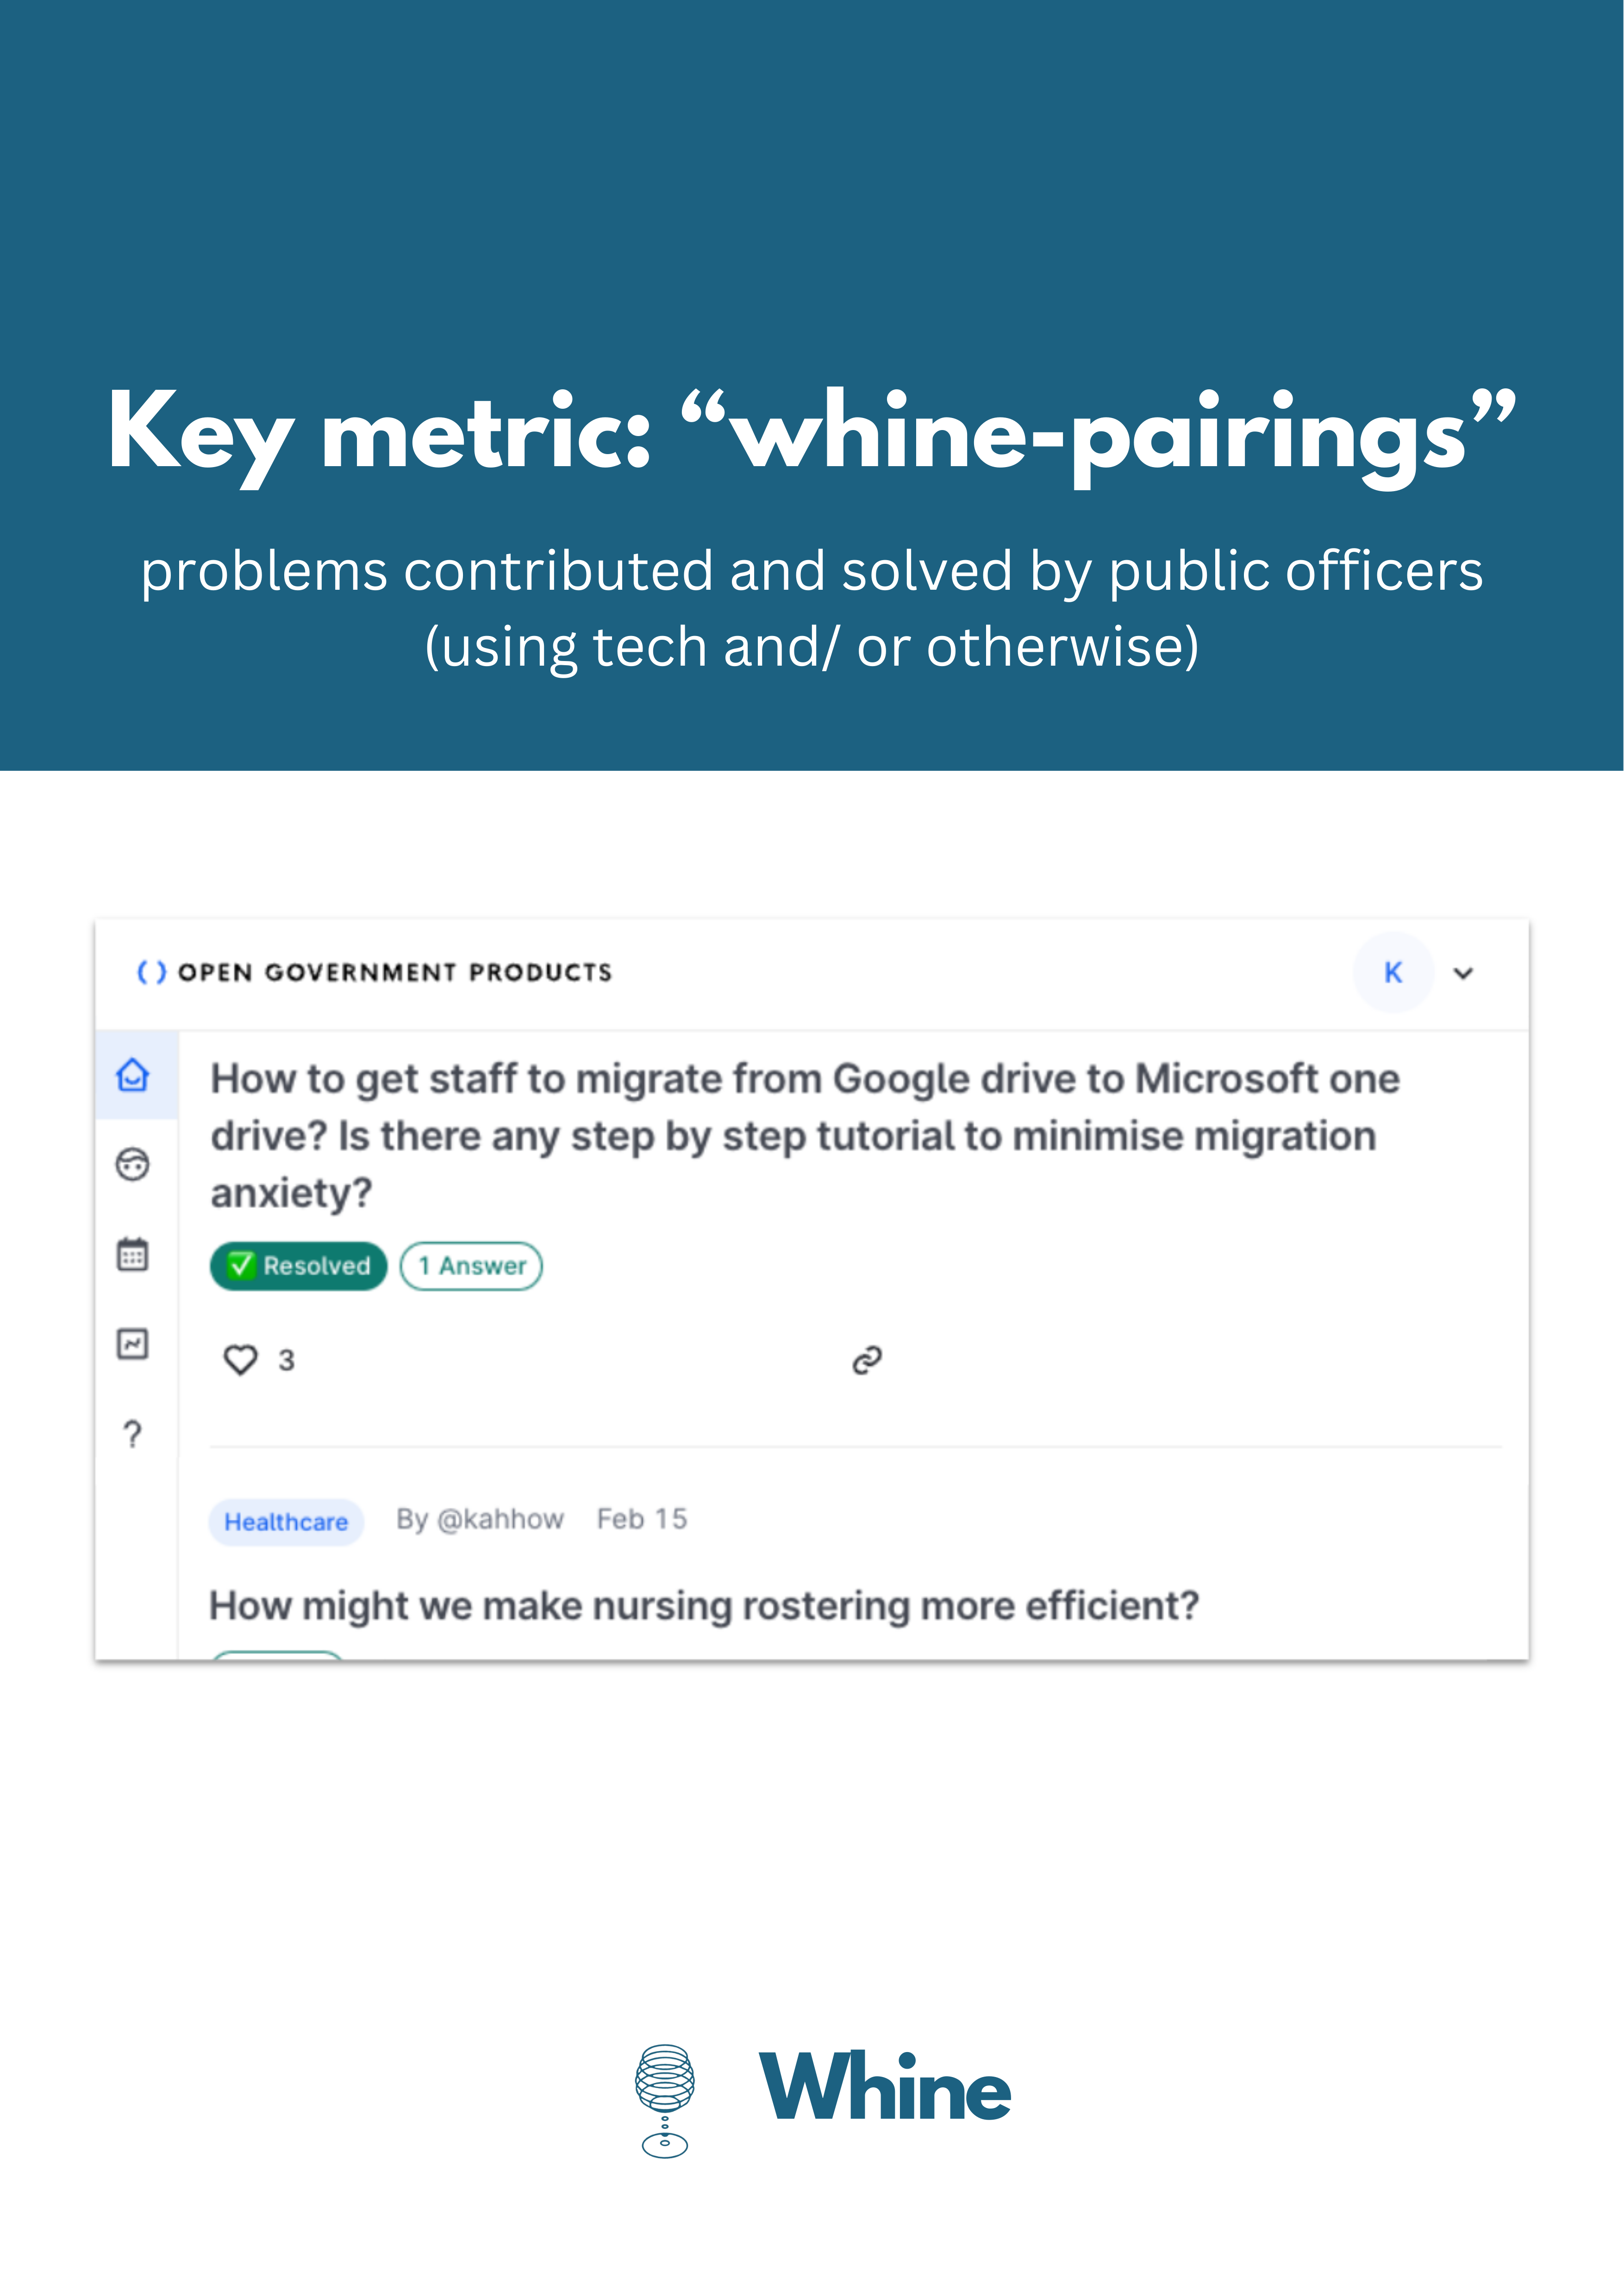 Key metric: “whine-pairings”
problems contributed and solved by public officers
(using tech and/ or otherwise)
() OPEN GOVERNMENT PRODUCTS
K
How to get staff to migrate from Google drive to Microsoft one
drive? Is there any step by step tutorial to minimise migration
anxiety?
✅ Resolved 1 Answer
3
?
Healthcare By @kahhow Feb 15
How might we make nursing rostering more efficient?
Whine